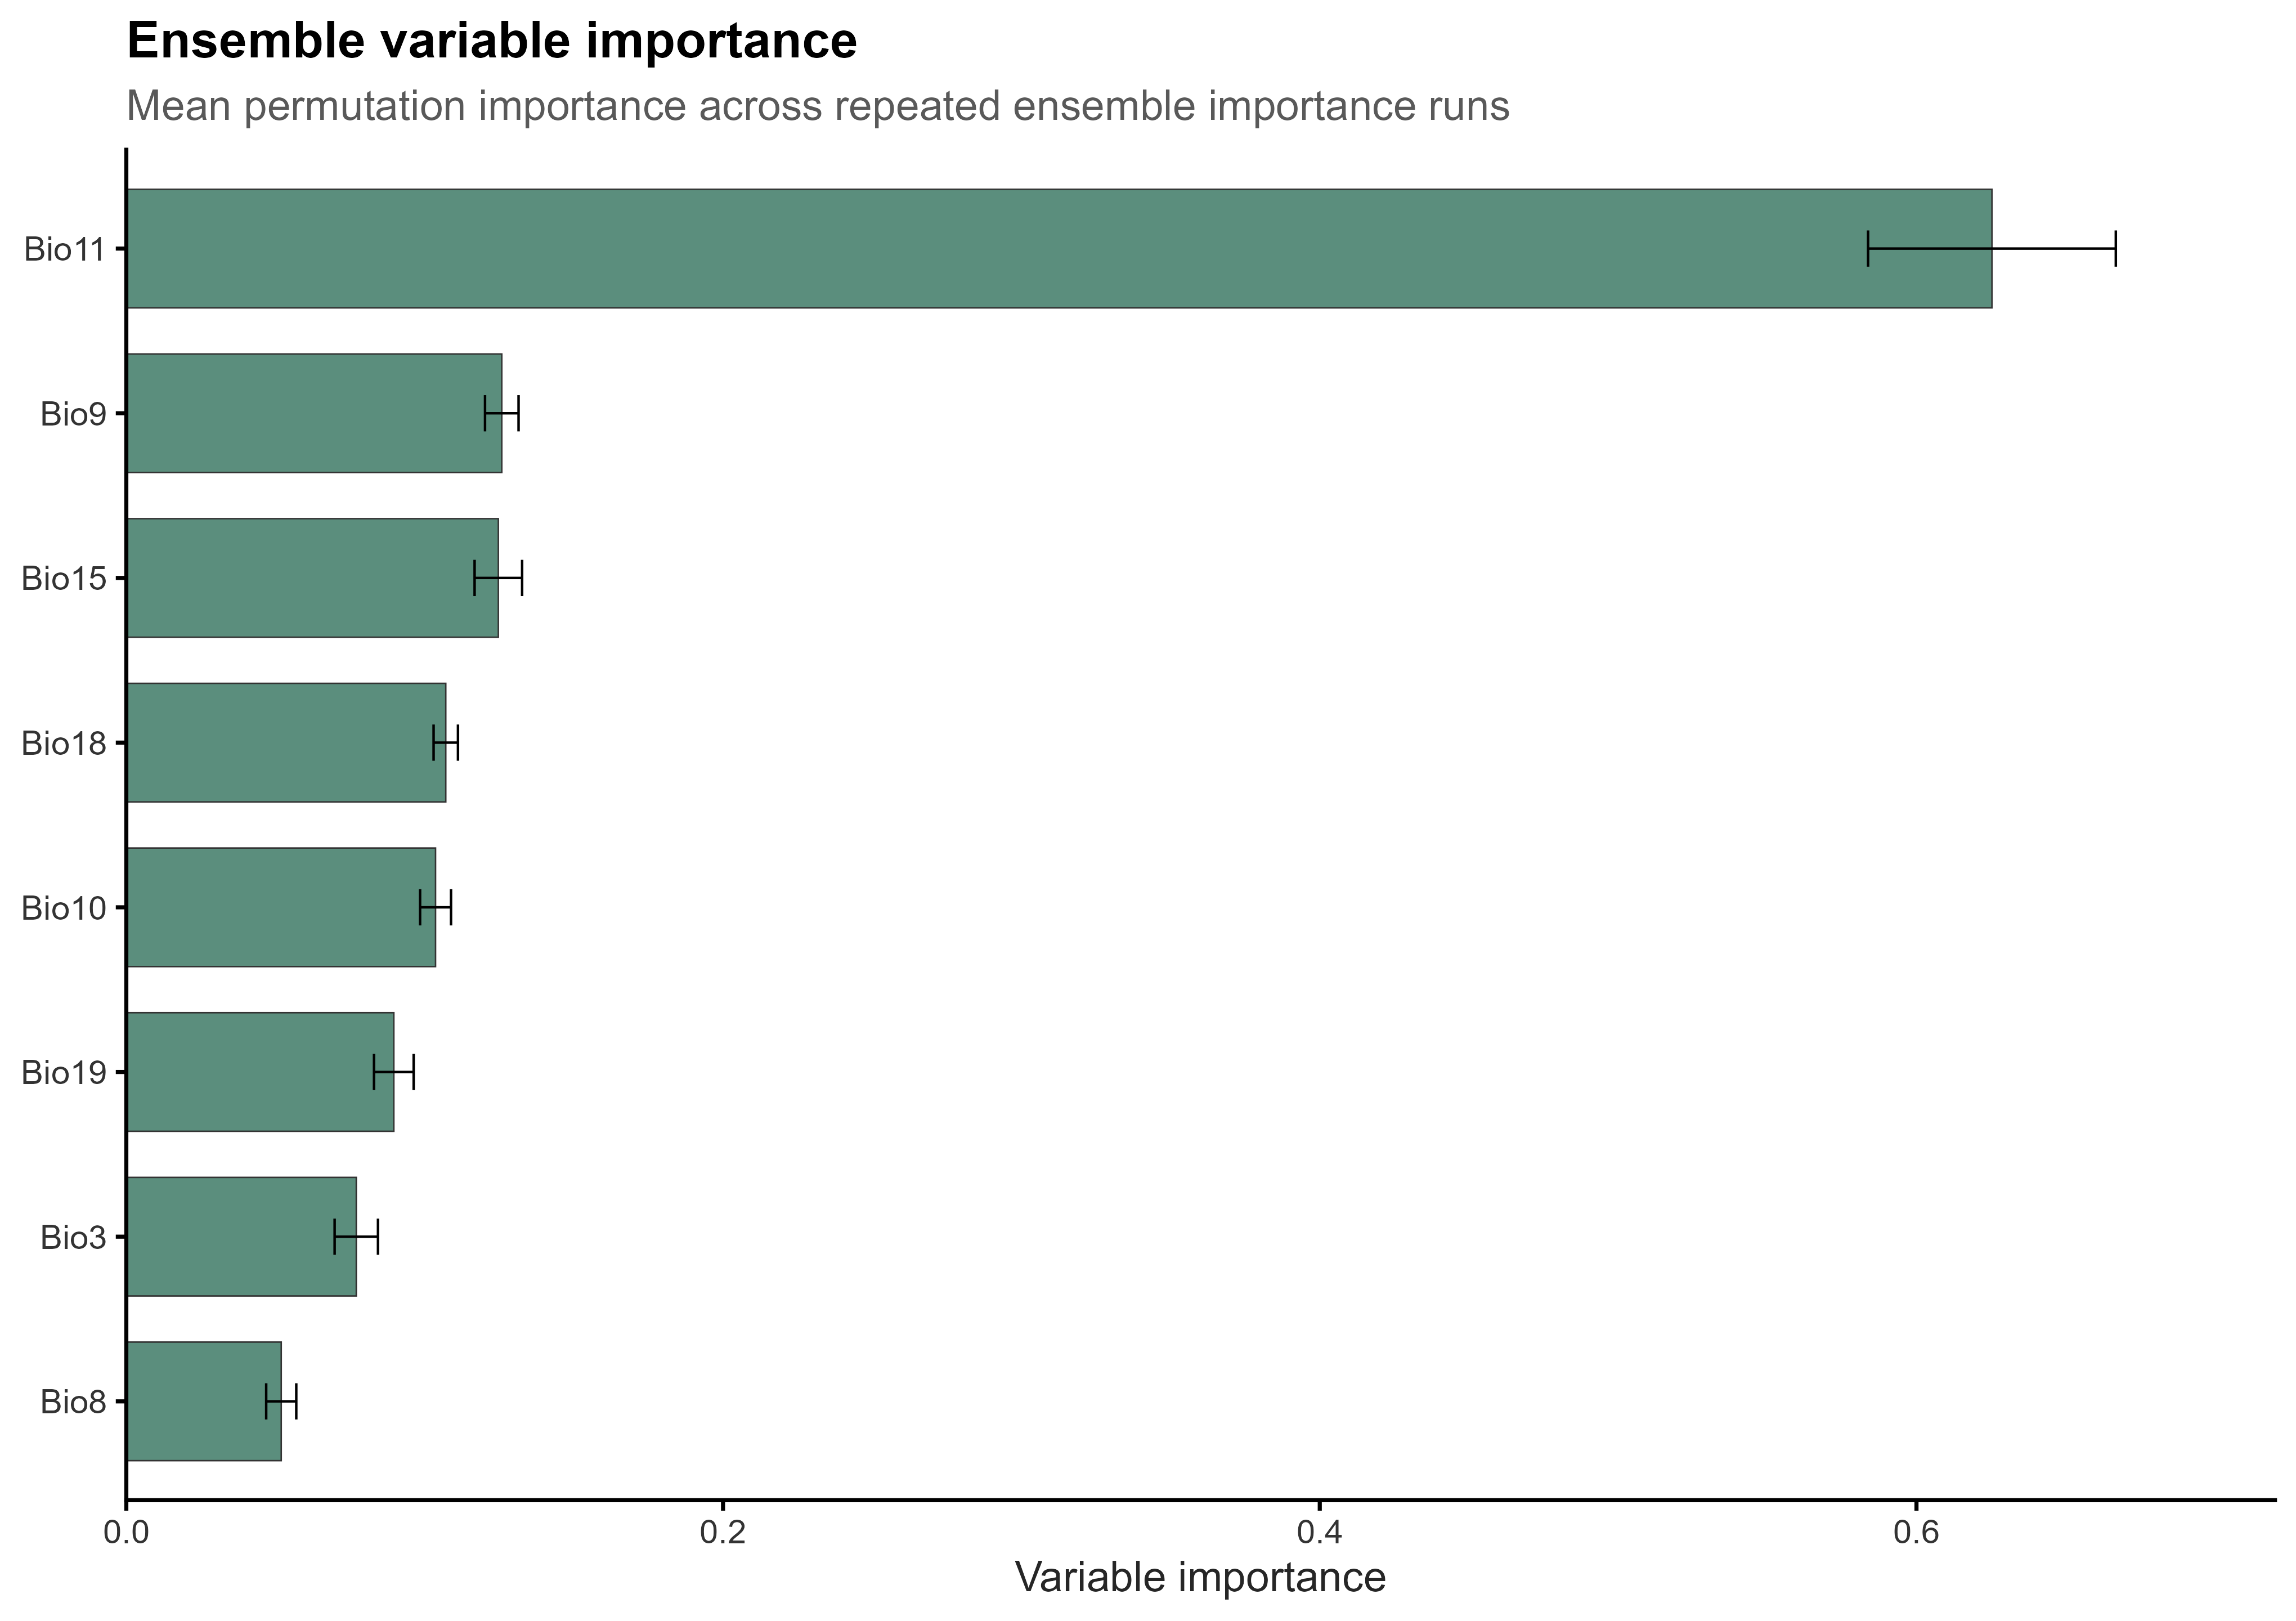 Ensemble variable importance
Mean permutation importance across repeated ensemble importance runs
Bio11
Bio9
Bio15
Bio18
Bio10
Bio19
Bio3
Bio8
0.0 0.2 0.4 0.6
Variable importance